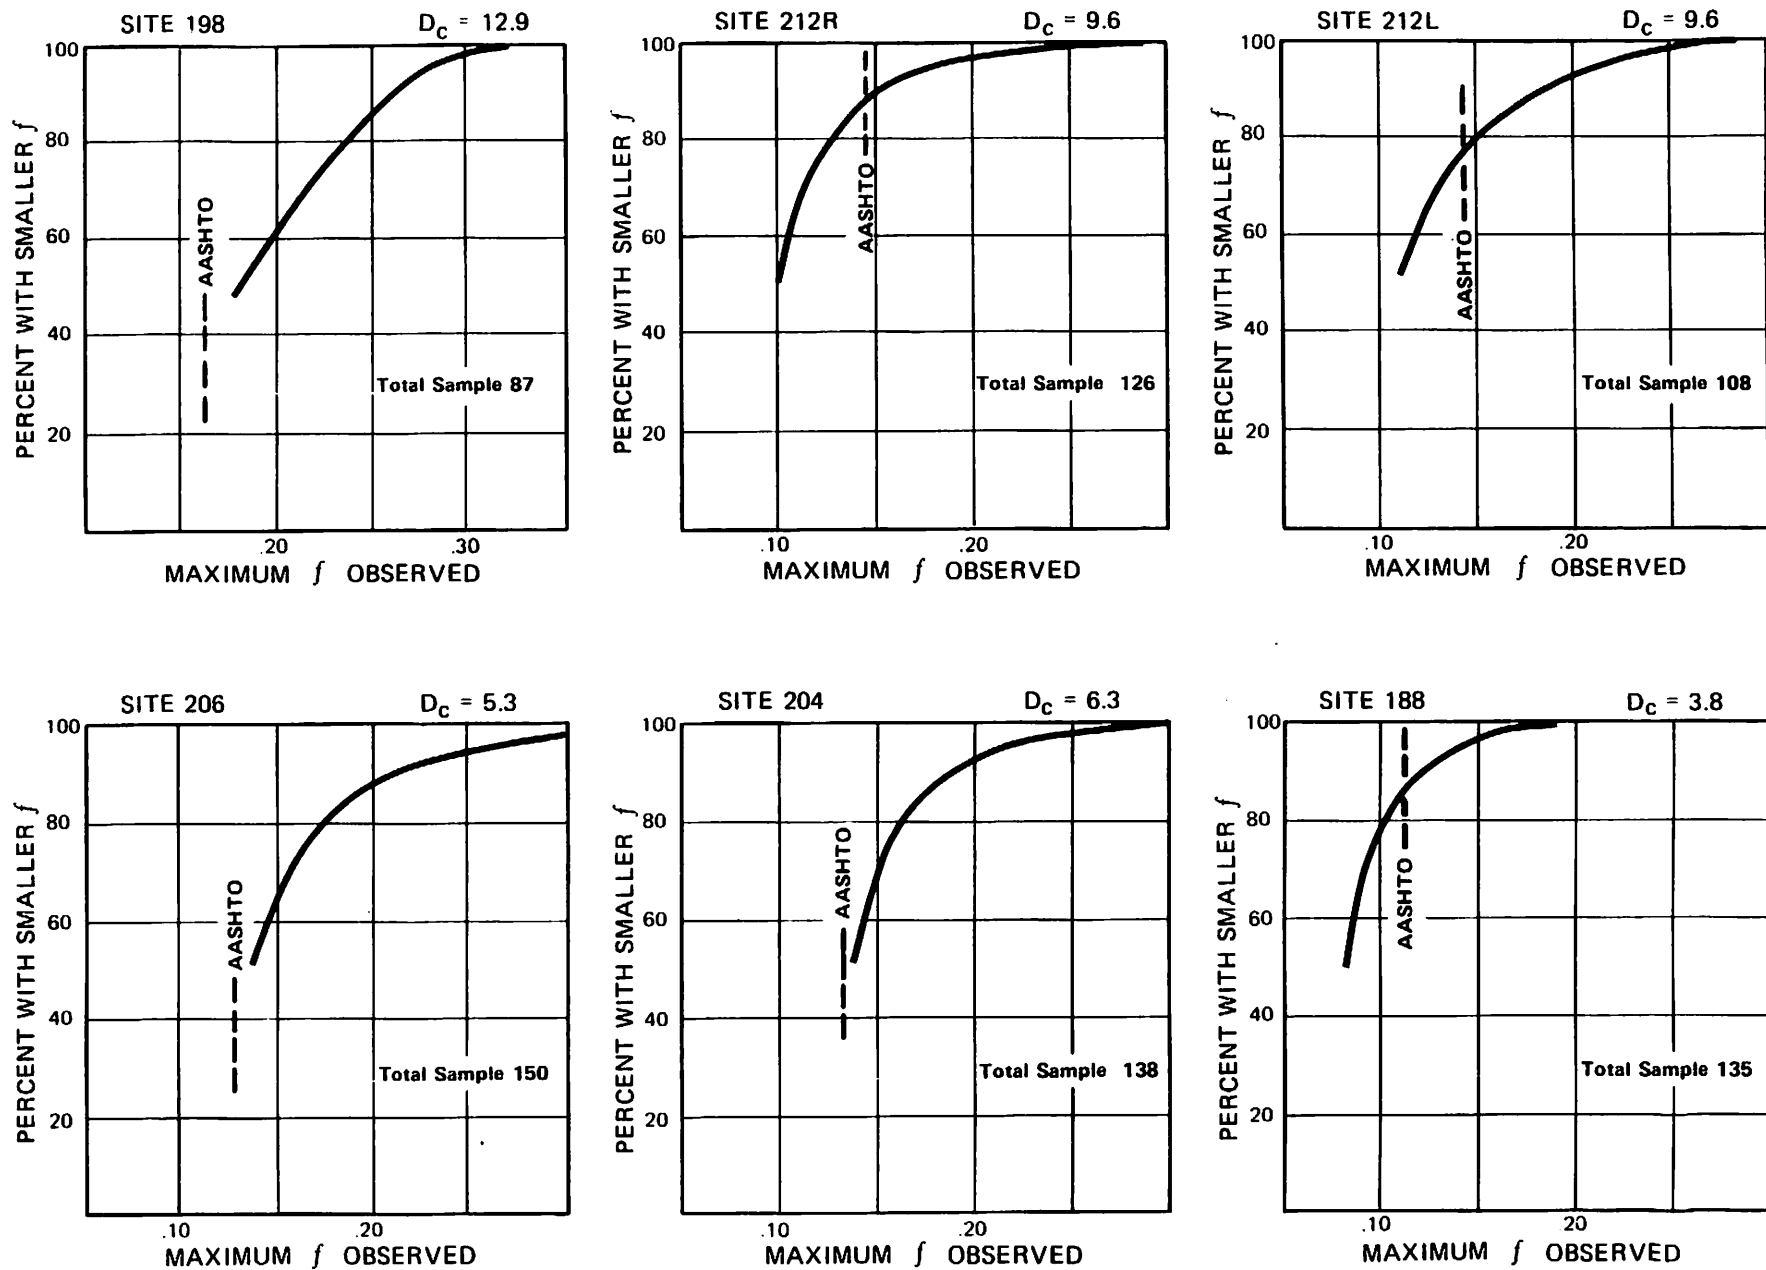 SITE 198 D_C = 12.9
PERCENT WITH SMALLER f
100
80
60
40
20
AASHTO
Total Sample 87
.20 .30
MAXIMUM f OBSERVED
SITE 212R D_C = 9.6
PERCENT WITH SMALLER f
100
80
60
40
20
AASHTO
Total Sample 126
.10 .20
MAXIMUM f OBSERVED
SITE 212L D_C = 9.6
PERCENT WITH SMALLER f
100
80
60
40
20
AASHTO
Total Sample 108
.10 .20
MAXIMUM f OBSERVED
SITE 206 D_C = 5.3
PERCENT WITH SMALLER f
100
80
60
40
20
AASHTO
Total Sample 150
.10 .20
MAXIMUM f OBSERVED
SITE 204 D_C = 6.3
PERCENT WITH SMALLER f
100
80
60
40
20
AASHTO
Total Sample 138
.10 .20
MAXIMUM f OBSERVED
SITE 188 D_C = 3.8
PERCENT WITH SMALLER f
100
80
60
40
20
AASHTO
Total Sample 135
.10 .20
MAXIMUM f OBSERVED